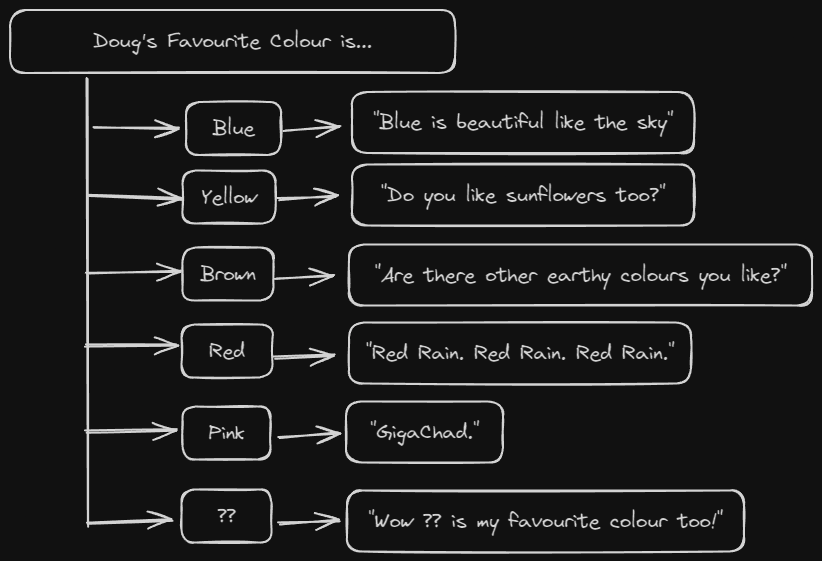 Doug's Favourite Colour is...
Blue
"Blue is beautiful like the sky"
Yellow
"Do you like sunflowers too?"
Brown
"Are there other earthy colours you like?"
Red
"Red Rain. Red Rain. Red Rain."
Pink
"GigaChad."
??
"Wow ?? is my favourite colour too!"